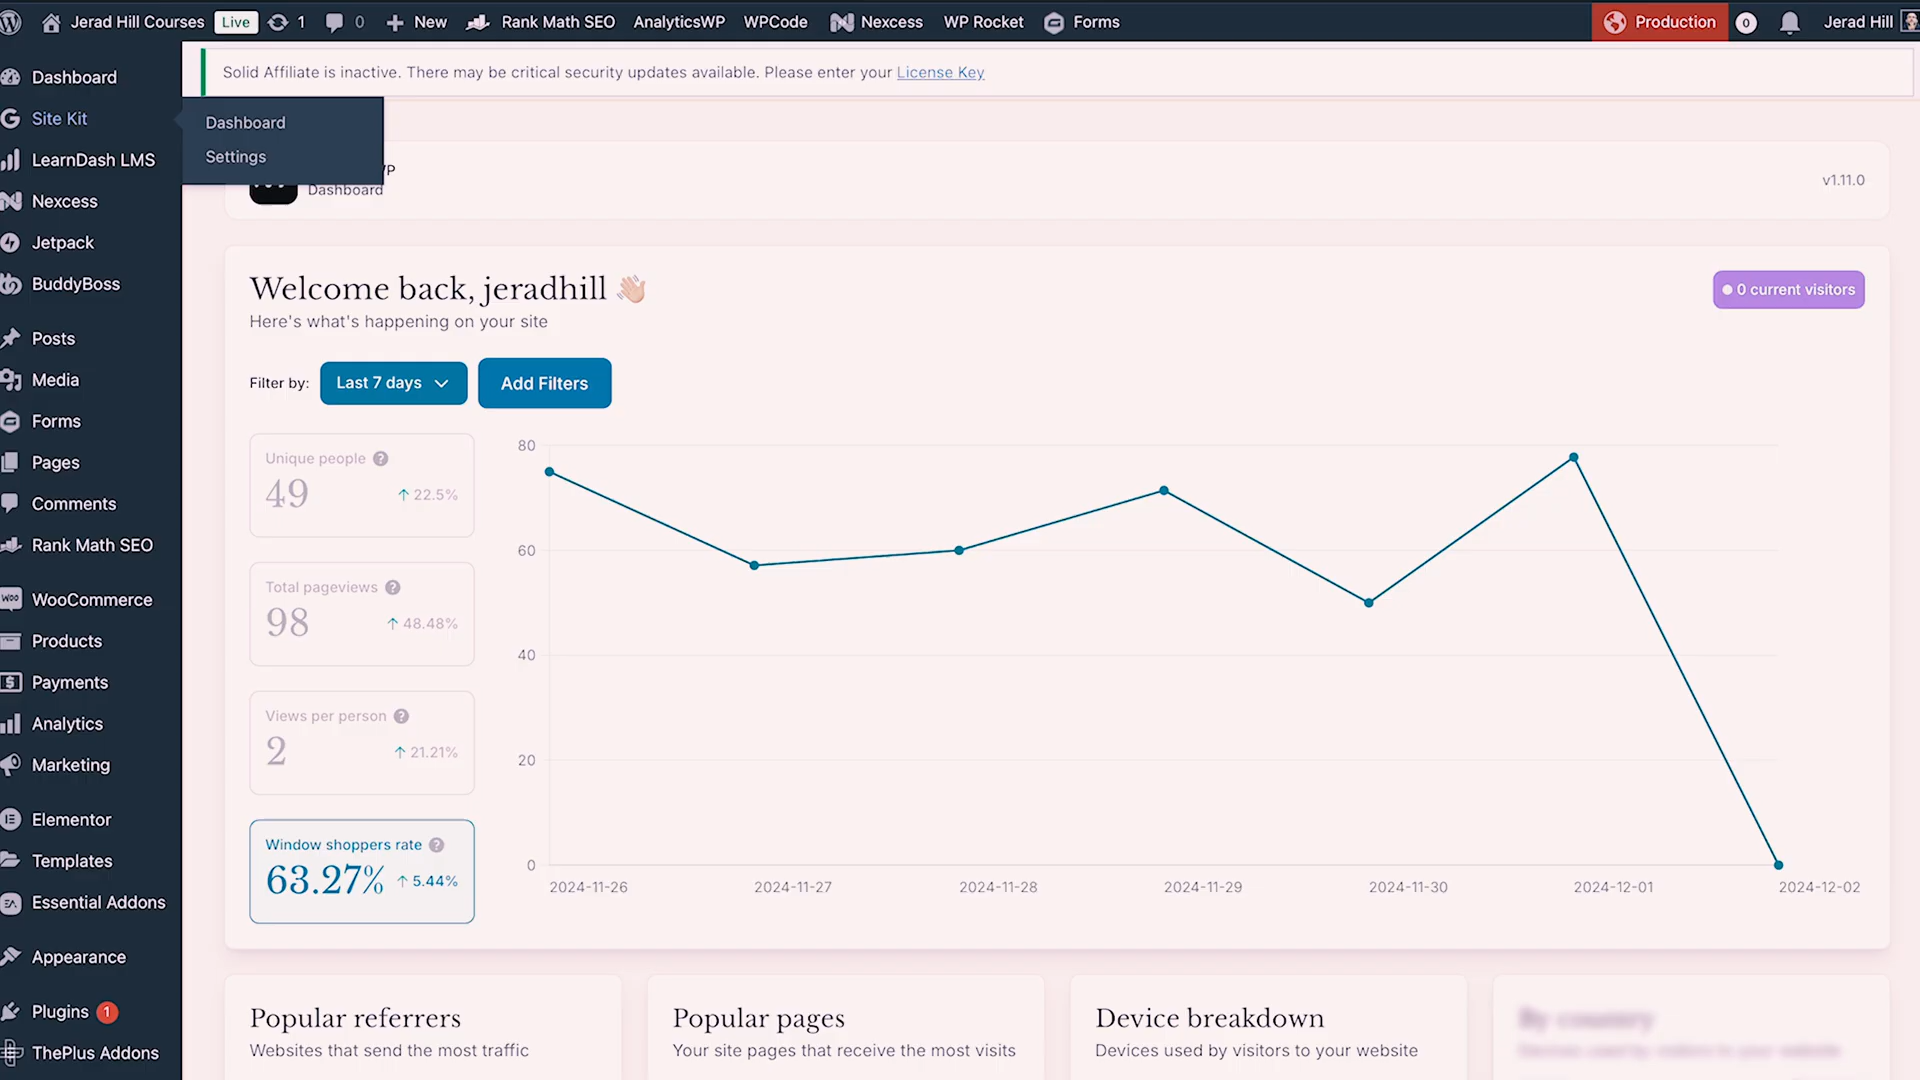 Jerad Hill Courses Live 1 0 New Rank Math SEO AnalyticsWP WPCode Nexcess WP Rocket Forms Production 0 Jerad Hill
Solid Affiliate is inactive. There may be critical security updates available. Please enter your License Key
Dashboard
Site Kit
LearnDash LMS
Nexcess
Jetpack
BuddyBoss
Posts
Media
Forms
Pages
Comments
Rank Math SEO
WooCommerce
Products
Payments
Analytics
Marketing
Elementor
Templates
Essential Addons
Appearance
Plugins 1
ThePlus Addons
Dashboard
Settings
Dashboard
v1.11.0
Welcome back, jeradhill 👋🏼
Here's what's happening on your site
0 current visitors
Filter by: Last 7 days Add Filters
Unique people ?
49 ↑ 22.5%
Total pageviews ?
98 ↑ 48.48%
Views per person ?
2 ↑ 21.21%
Window shoppers rate ?
63.27% ↑ 5.44%
80
60
40
20
0
2024-11-26 2024-11-27 2024-11-28 2024-11-29 2024-11-30 2024-12-01 2024-12-02
Popular referrers
Websites that send the most traffic
Popular pages
Your site pages that receive the most visits
Device breakdown
Devices used by visitors to your website